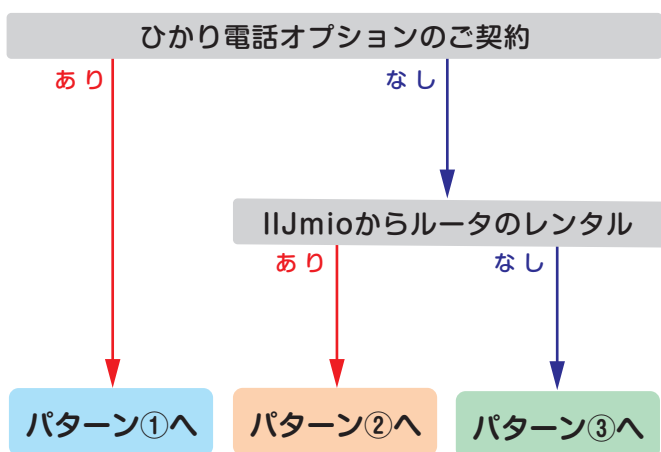 ひかり電話オプションのご契約
あり
なし
IIJmioからルータのレンタル
あり
なし
パターン①へ
パターン②へ
パターン③へ